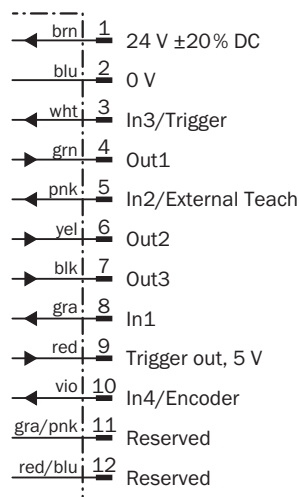 brn 1 24 V ±20% DC
blu 2 0 V
wht 3 In3/Trigger
grn 4 Out1
pnk 5 In2/External Teach
yel 6 Out2
blk 7 Out3
gra 8 In1
red 9 Trigger out, 5 V
vio 10 In4/Encoder
gra/pnk 11 Reserved
red/blu 12 Reserved